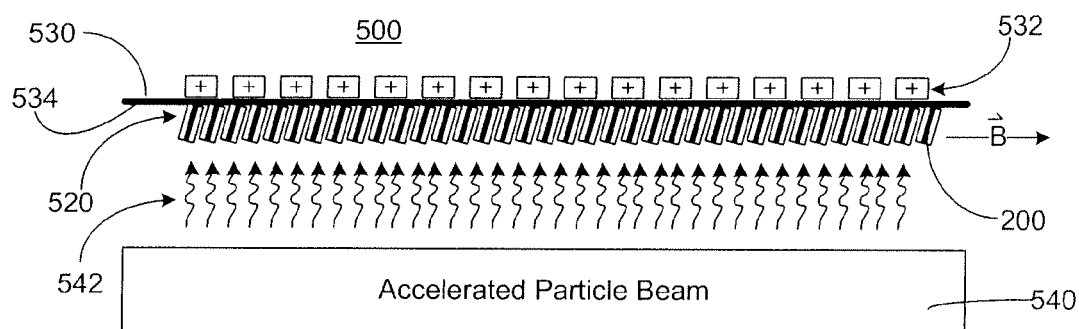 530
500
532
534
+ + + + + + + + + + + + + + + +
B
520
200
542
Accelerated Particle Beam
540